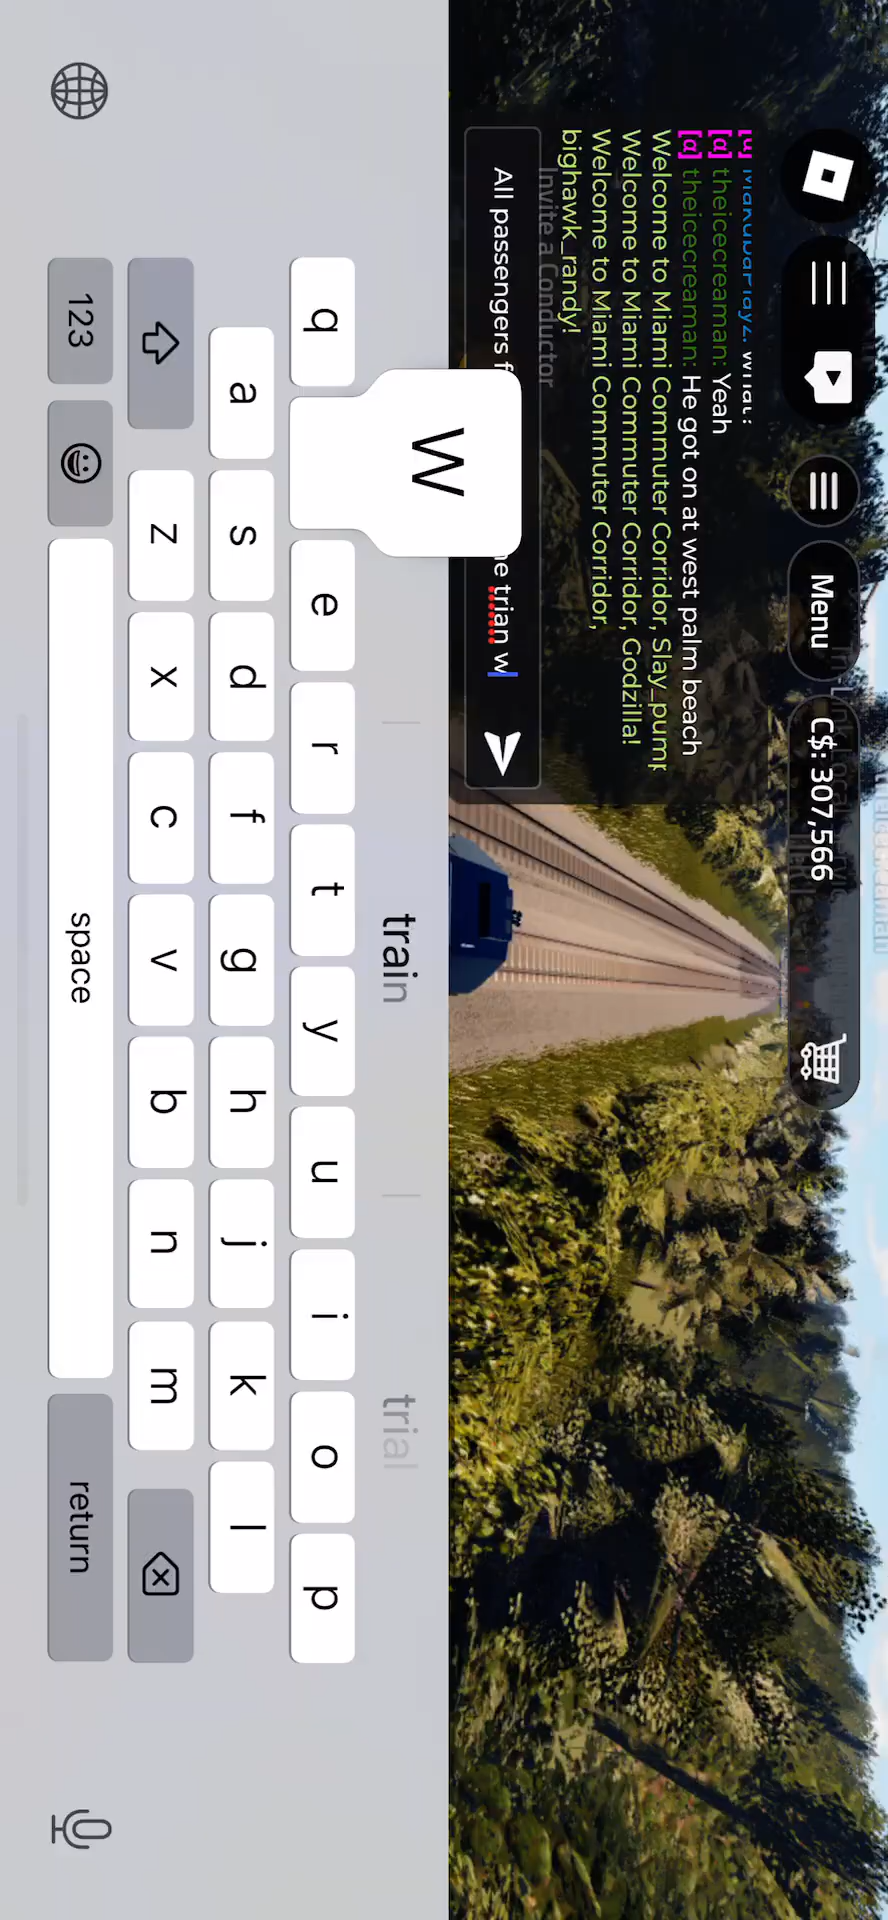 Menu
C$: 307,566
[α] theicecreaman: Yeah
[α] theicecreaman: He got on at west palm beach
Welcome to Miami Commuter Corridor, Slay_pump
Welcome to Miami Commuter Corridor, Godzilla!
Welcome to Miami Commuter Corridor,
bighawk_randy!
Invite a Conductor
All passengers
trian w
train
trial
q
W
e
r
t
y
u
i
o
p
a
s
d
f
g
h
j
k
l
z
x
c
v
b
n
m
123
space
return